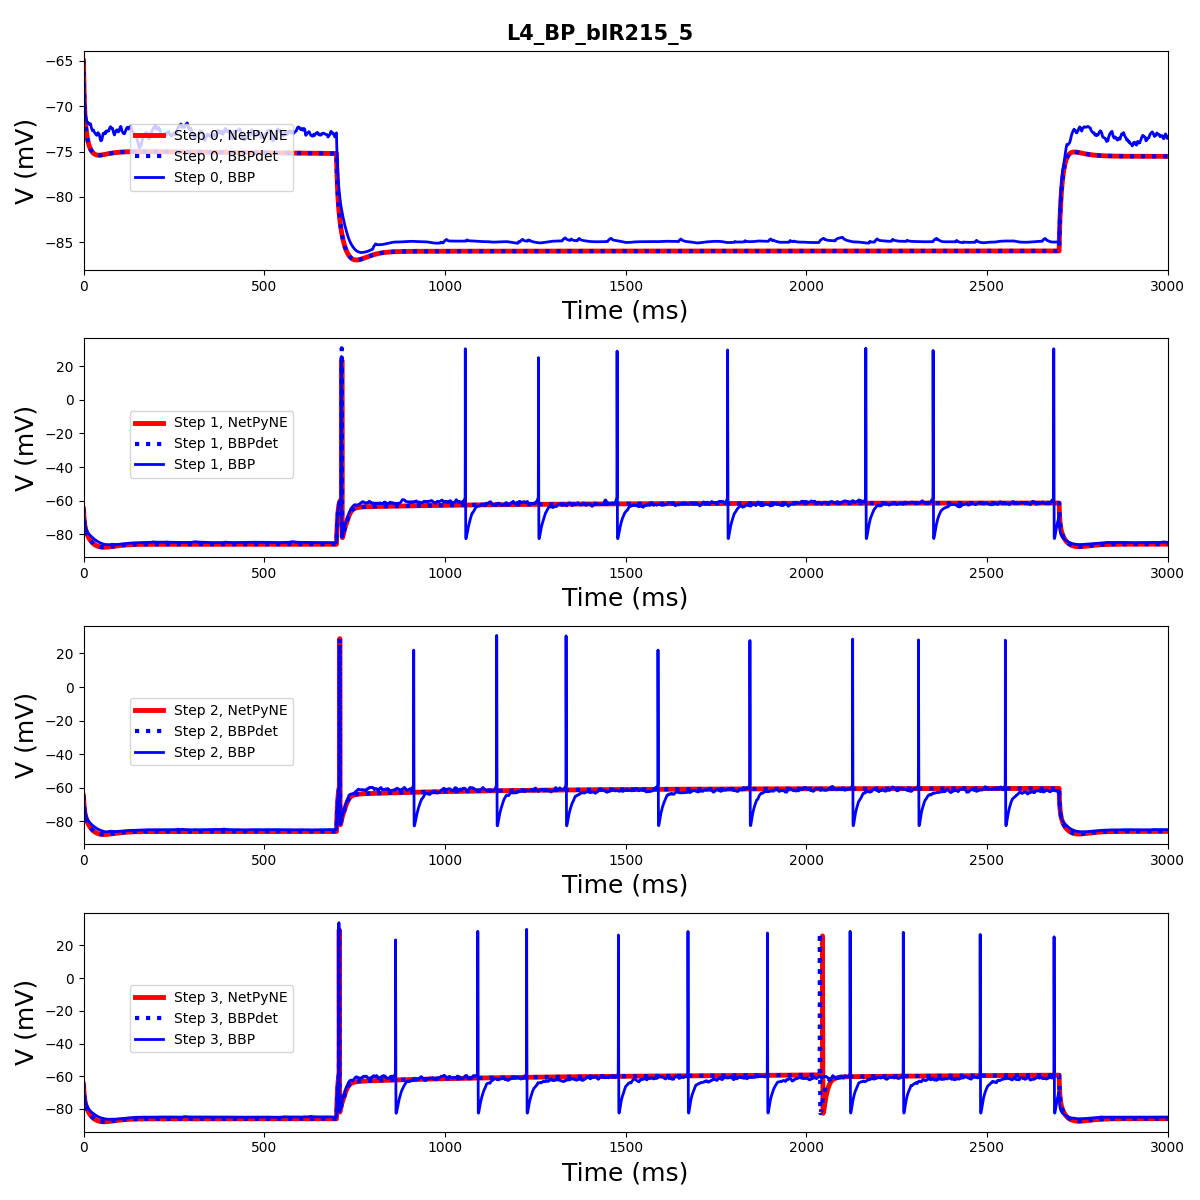 L4_BP_bIR215_5
V (mV)
−65
−70
−75
−80
−85
Step 0, NetPyNE
Step 0, BBPdet
Step 0, BBP
0 500 1000 1500 2000 2500 3000
Time (ms)
V (mV)
20
0
−20
−40
−60
−80
Step 1, NetPyNE
Step 1, BBPdet
Step 1, BBP
0 500 1000 1500 2000 2500 3000
Time (ms)
V (mV)
20
0
−20
−40
−60
−80
Step 2, NetPyNE
Step 2, BBPdet
Step 2, BBP
0 500 1000 1500 2000 2500 3000
Time (ms)
V (mV)
20
0
−20
−40
−60
−80
Step 3, NetPyNE
Step 3, BBPdet
Step 3, BBP
0 500 1000 1500 2000 2500 3000
Time (ms)